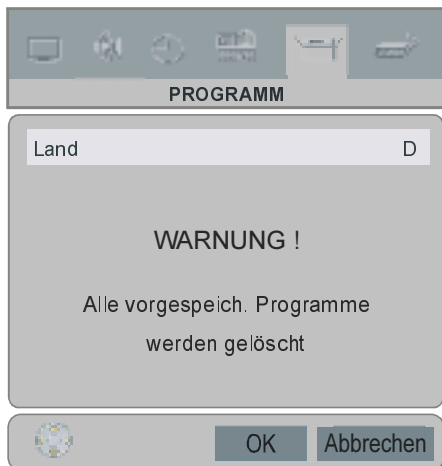 PROGRAMM
Land D
WARNUNG !
Alle vorgespeich. Programme
werden gelöscht
OK Abbrechen